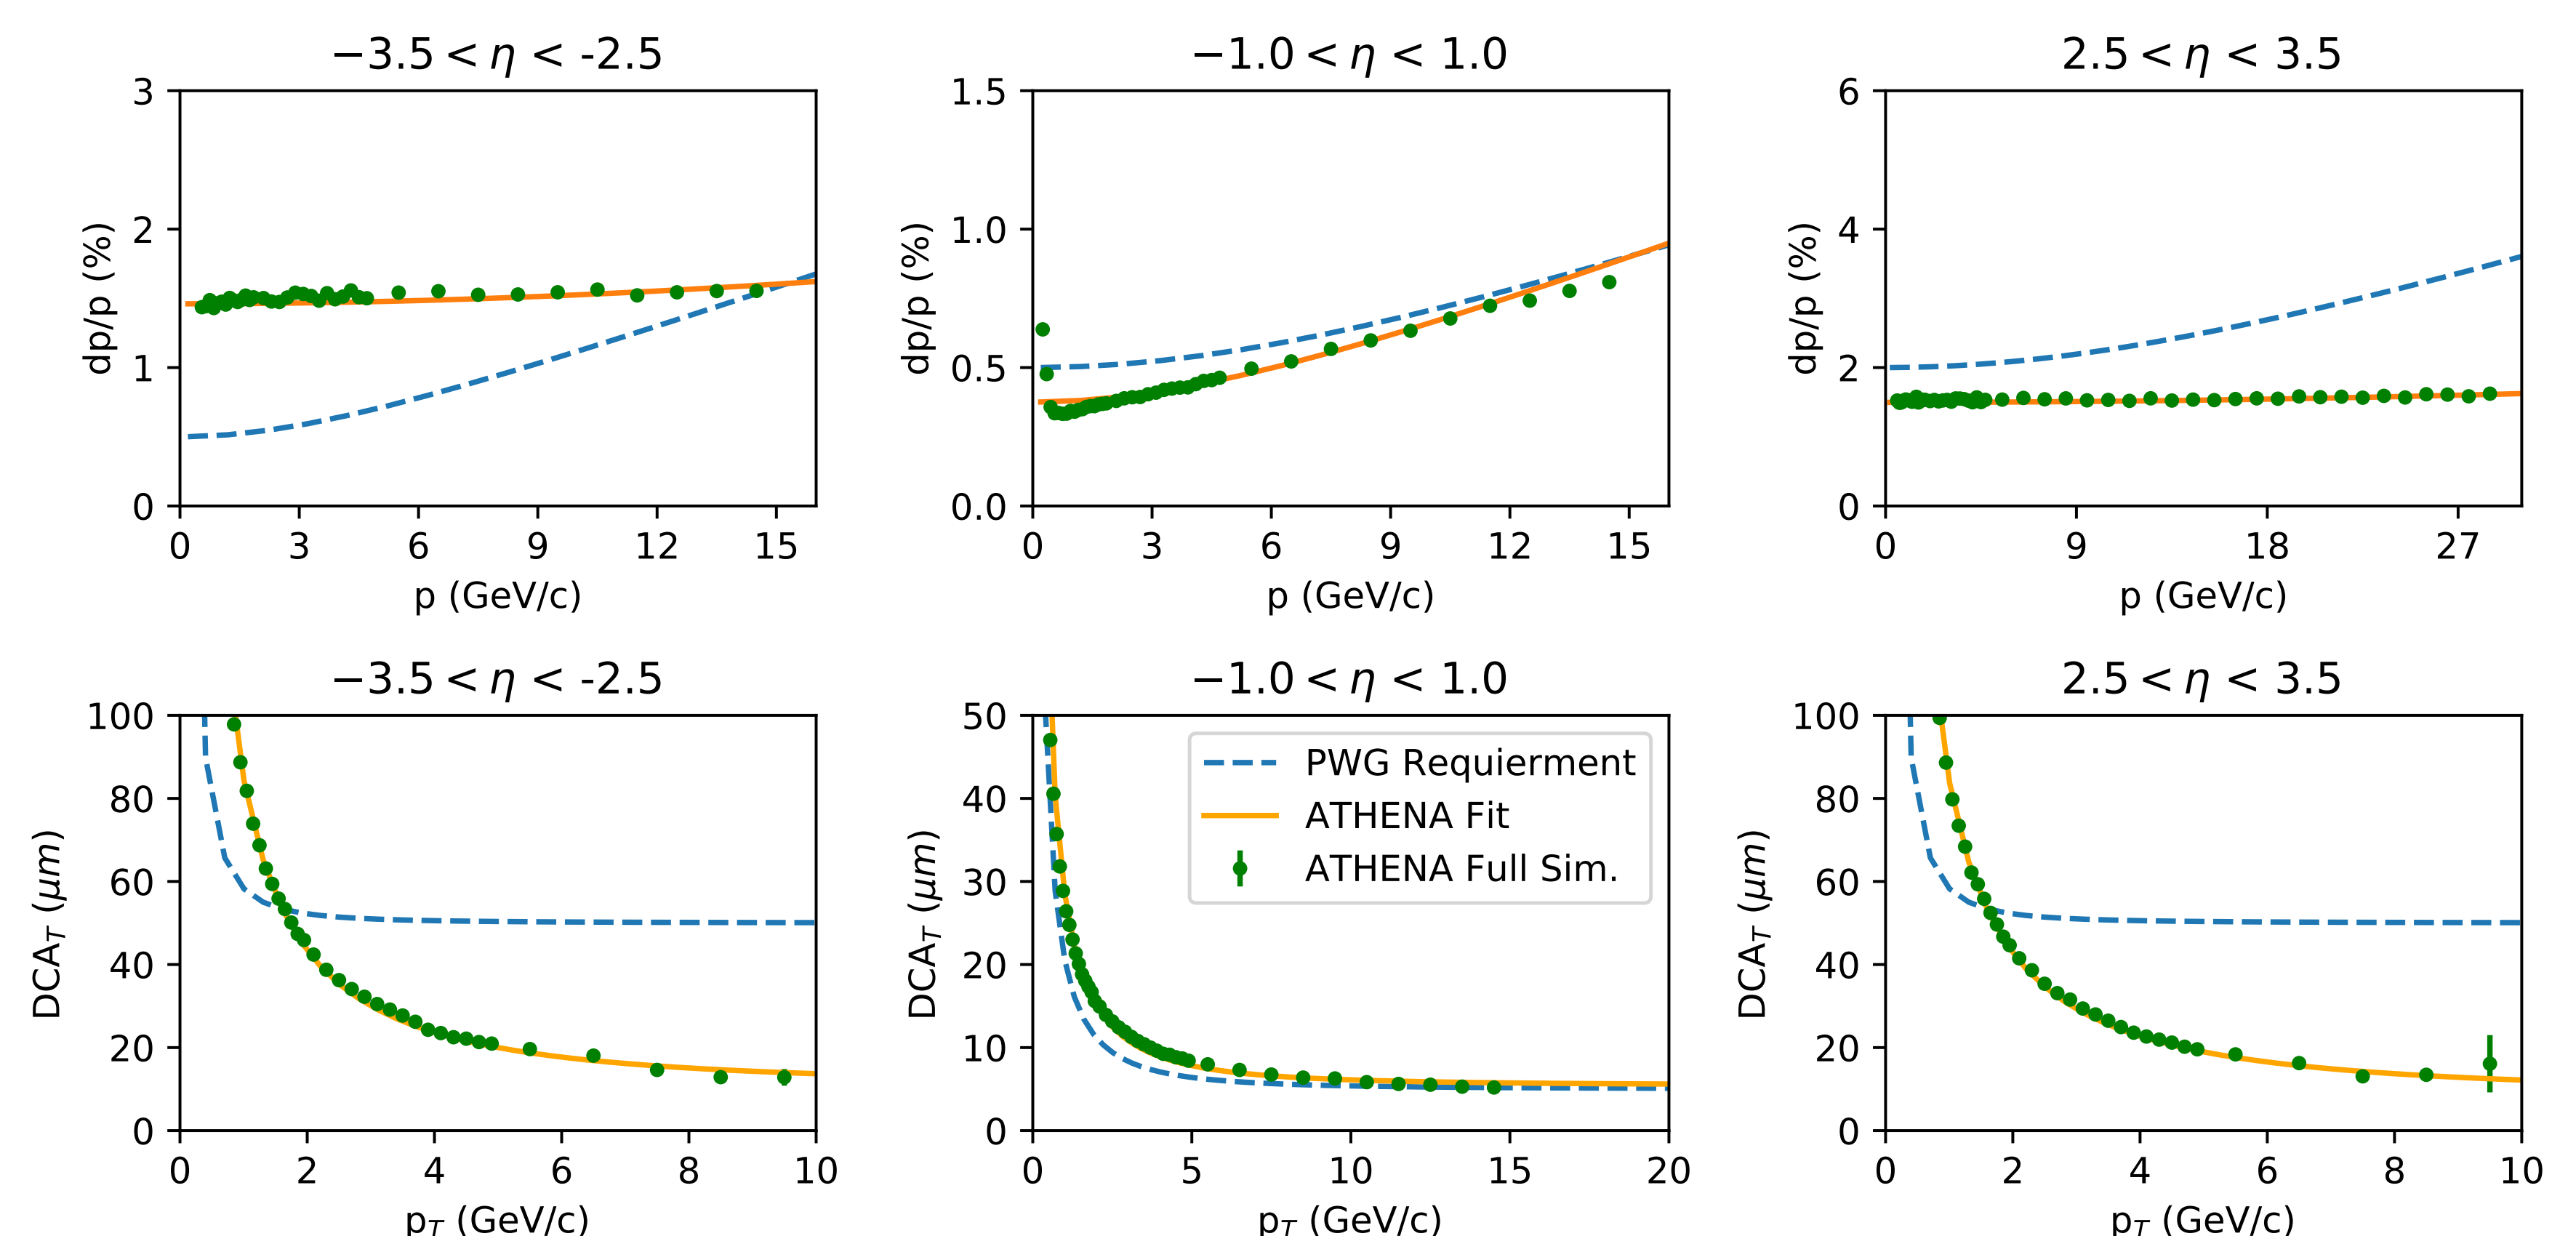 −3.5 < η < -2.5
−1.0 < η < 1.0
2.5 < η < 3.5
3
2
1
0
dp/p (%)
0 3 6 9 12 15
p (GeV/c)
1.5
1.0
0.5
0.0
dp/p (%)
0 3 6 9 12 15
p (GeV/c)
6
4
2
0
dp/p (%)
0 9 18 27
p (GeV/c)
−3.5 < η < -2.5
−1.0 < η < 1.0
2.5 < η < 3.5
100
80
60
40
20
0
DCA_T (μm)
0 2 4 6 8 10
p_T (GeV/c)
50
40
30
20
10
0
DCA_T (μm)
PWG Requierment
ATHENA Fit
ATHENA Full Sim.
0 5 10 15 20
p_T (GeV/c)
100
80
60
40
20
0
DCA_T (μm)
0 2 4 6 8 10
p_T (GeV/c)